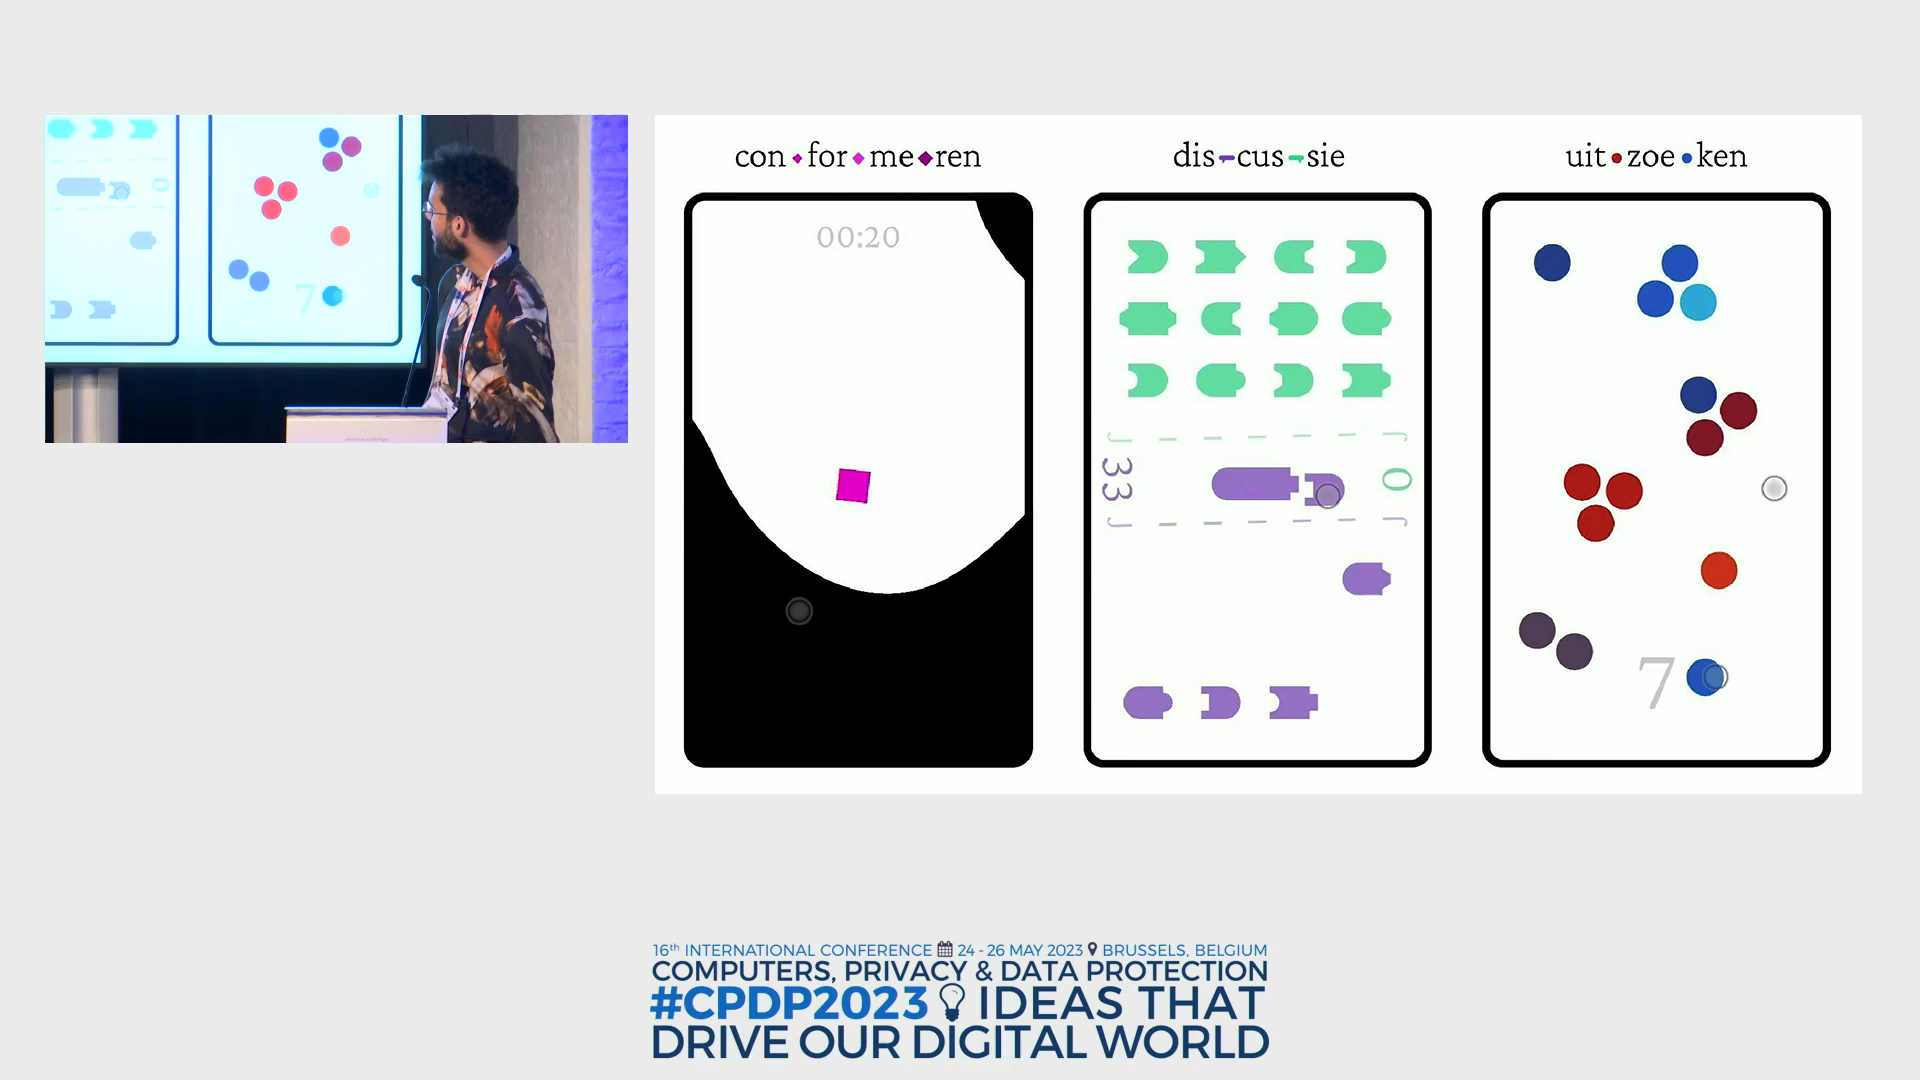 con⬥for⬥me⬥ren
00:20
dis-cus-sie
33
0
uit•zoe•ken
7
7
16th INTERNATIONAL CONFERENCE 24 - 26 MAY 2023 BRUSSELS, BELGIUM
COMPUTERS, PRIVACY & DATA PROTECTION
#CPDP2023 IDEAS THAT
DRIVE OUR DIGITAL WORLD